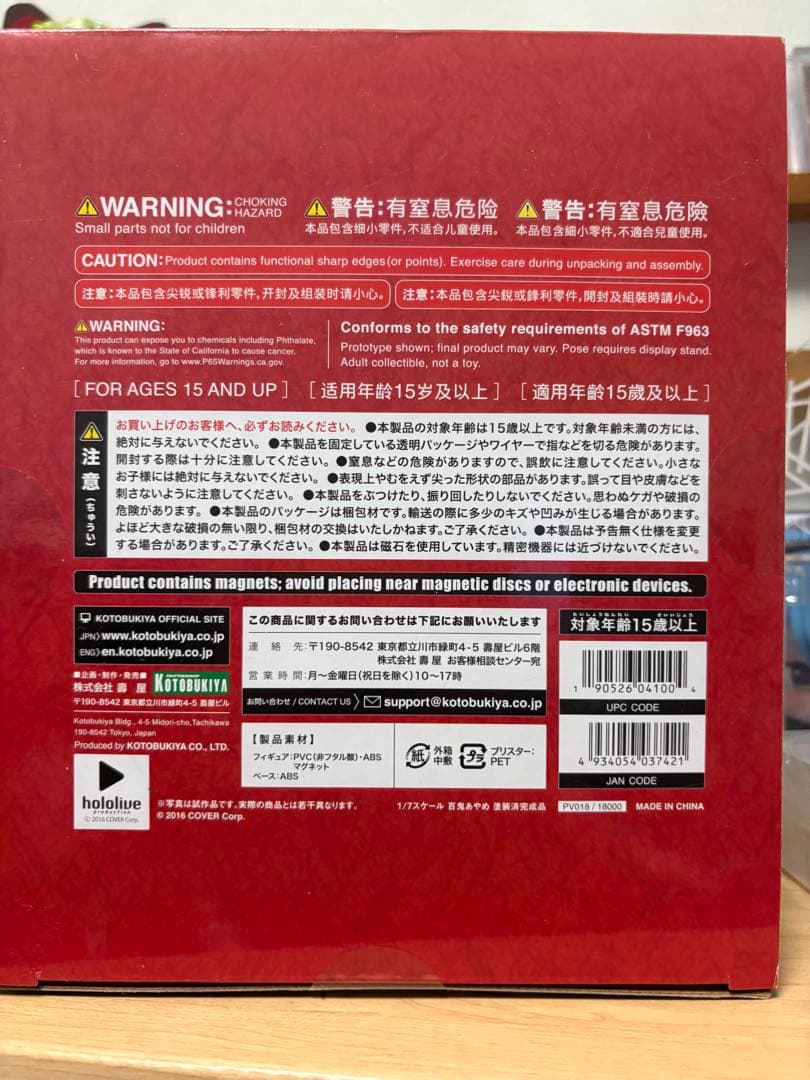 WARNING: CHOKING HAZARD
Small parts not for children
警告:有窒息危险
本品包含细小零件,不适合儿童使用。
警告:有窒息危險
本品包含細小零件,不適合兒童使用。
CAUTION: Product contains functional sharp edges(or points). Exercise care during unpacking and assembly.
注意:本品包含尖锐或锋利零件,开封及组装时请小心。
注意:本品包含尖銳或鋒利零件,開封及組裝時請小心。
WARNING:
This product can expose you to chemicals including Phthalate,
which is known to the State of California to cause cancer.
For more information, go to www.P65Warnings.ca.gov.
Conforms to the safety requirements of ASTM F963
Prototype shown; final product may vary. Pose requires display stand.
Adult collectible, not a toy.
[ FOR AGES 15 AND UP ] [ 适用年龄15岁及以上 ] [ 適用年齡15歲及以上 ]
注意(ちゅうい)
お買い上げのお客様へ、必ずお読みください。 ●本製品の対象年齢は15歳以上です。対象年齢未満の方には、
絶対に与えないでください。 ●本製品を固定している透明パッケージやワイヤーで指などを切る危険があります。
開封する際は十分に注意してください。 ●窒息などの危険がありますので、誤飲に注意してください。小さな
お子様には絶対に与えないでください。 ●表現上やむをえず尖った形状の部品があります。誤って目や皮膚などを
刺さないように注意してください。 ●本製品をぶつけたり、振り回したりしないでください。思わぬケガや破損の
危険があります。 ●本製品のパッケージは梱包材です。輸送の際に多少のキズや凹みが生じる場合があります。
よほど大きな破損の無い限り、梱包材の交換はいたしかねます。ご了承ください。 ●本製品は予告無く仕様を変更
する場合があります。ご了承ください。 ●本製品は磁石を使用しています。精密機器には近づけないでください。
Product contains magnets; avoid placing near magnetic discs or electronic devices.
KOTOBUKIYA OFFICIAL SITE
JPN) www.kotobukiya.co.jp
ENG) en.kotobukiya.co.jp
■企画・制作・発売■
株式会社 壽 屋
KOTOBUKIYA
〒190-8542 東京都立川市緑町4-5 壽屋ビル
Kotobukiya Bldg., 4-5 Midori-cho,Tachikawa
190-8542 Tokyo, Japan
Produced by KOTOBUKIYA CO., LTD.
この商品に関するお問い合わせは下記にお願いいたします
連 絡 先:〒190-8542 東京都立川市緑町4-5 壽屋ビル6階
株式会社 壽屋 お客様相談センター宛
営業時間:月〜金曜日(祝日を除く)10〜17時
お問い合わせ / CONTACT US 〉 support@kotobukiya.co.jp
たいしょうねんれい さいいじょう
対象年齢15歳以上
1 90526 04100 4
UPC CODE
4 934054 037421
JAN CODE
【製品素材】
フィギュア:PVC(非フタル酸)・ABS
マグネット
ベース:ABS
紙
外箱
中敷
プラ
ブリスター:
PET
hololive
production
© 2016 COVER Corp.
※写真は試作品です。実際の商品とは若干異なります。
© 2016 COVER Corp.
1/7スケール 百鬼あやめ 塗装済完成品
PV018 / 18000
MADE IN CHINA